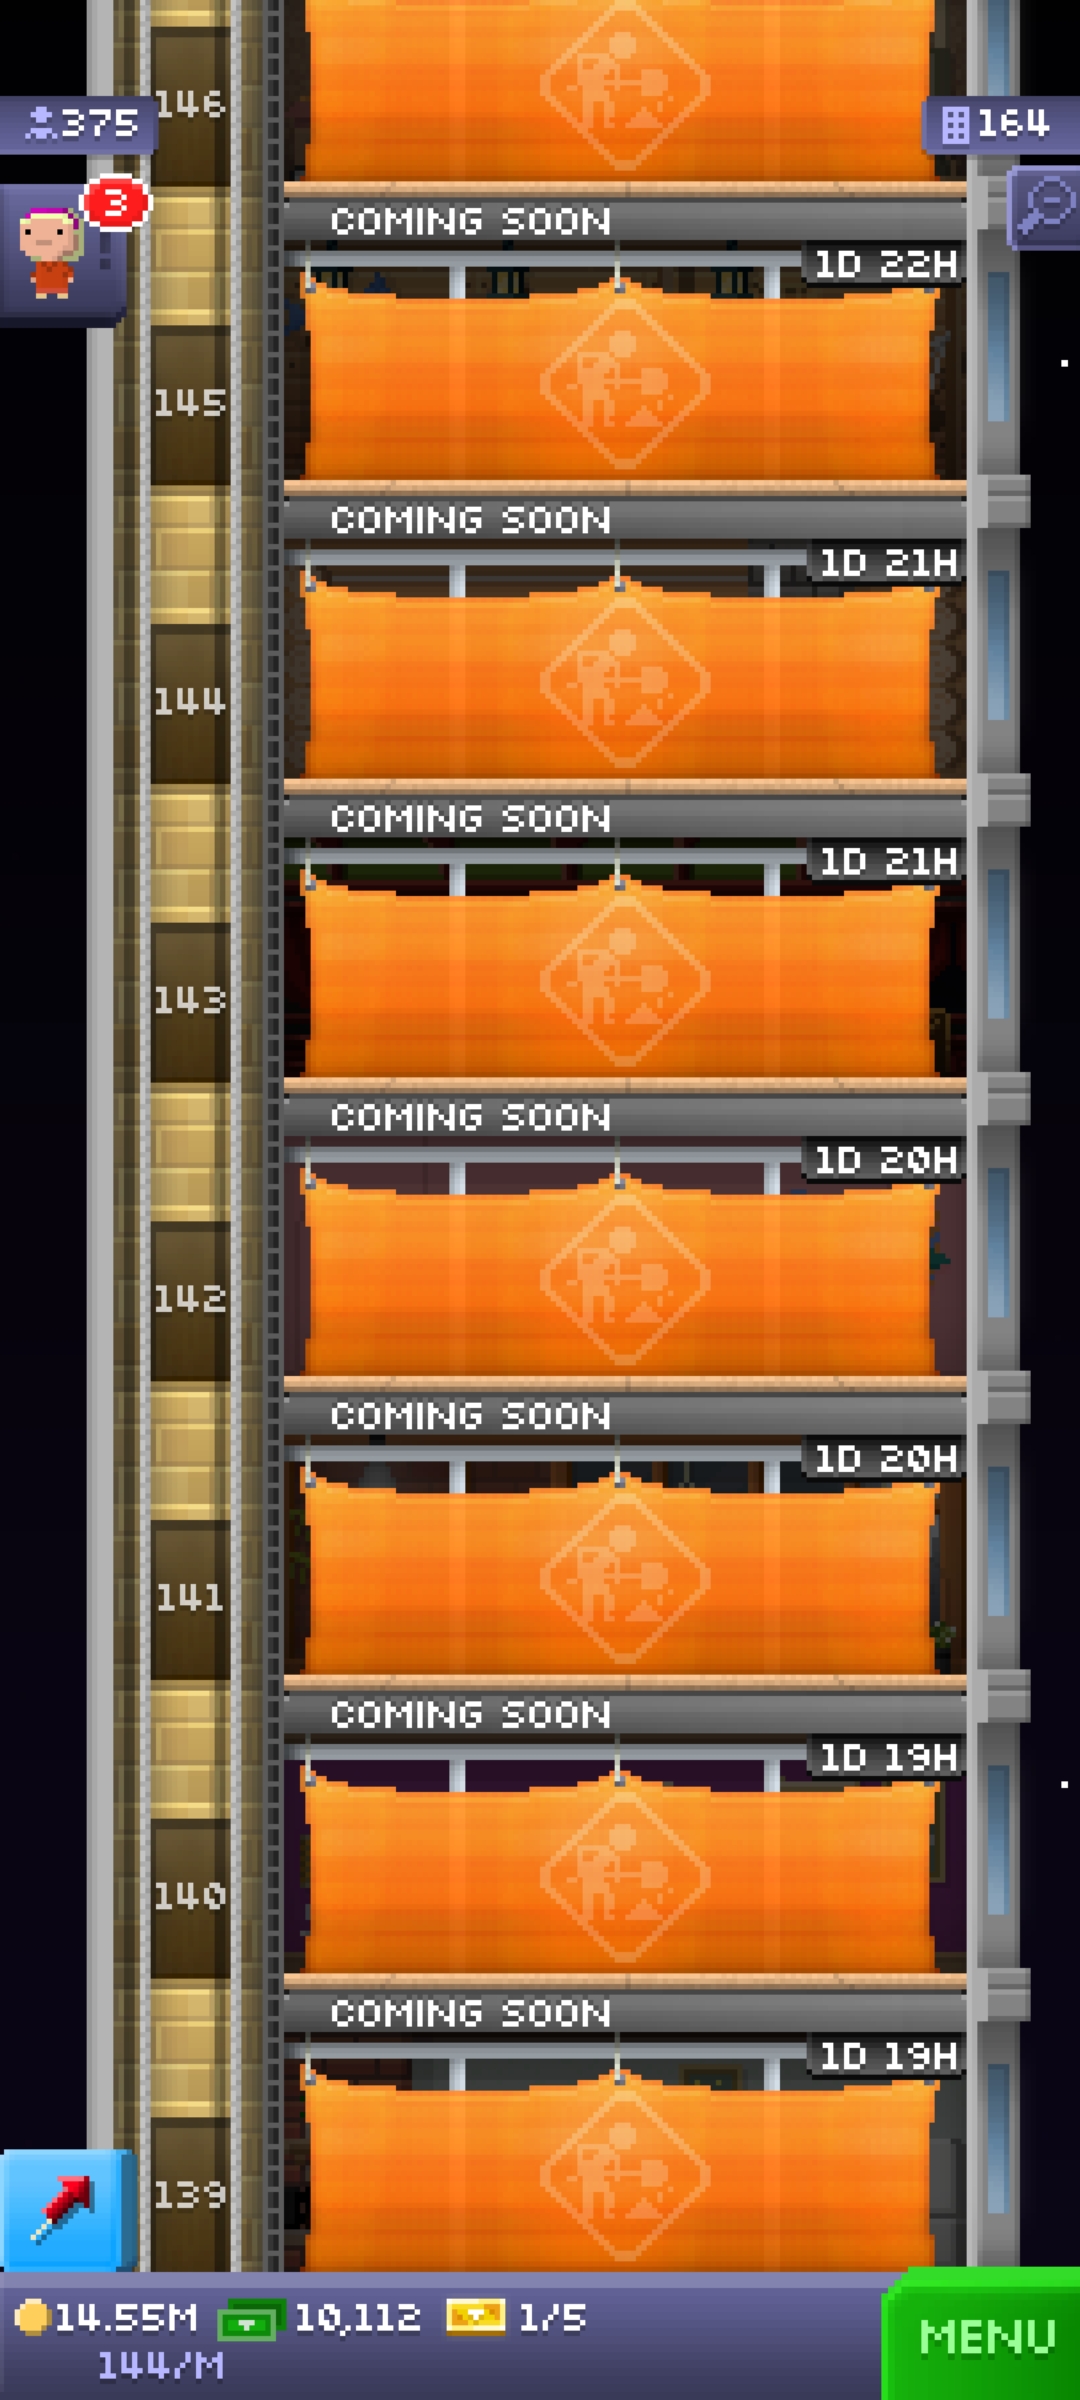 146
375
164
3
COMING SOON
1D 22H
145
COMING SOON
1D 21H
144
COMING SOON
1D 21H
143
COMING SOON
1D 20H
142
COMING SOON
1D 20H
141
COMING SOON
1D 19H
140
COMING SOON
1D 19H
139
14.55M 10,112 1/5
144/M
MENU